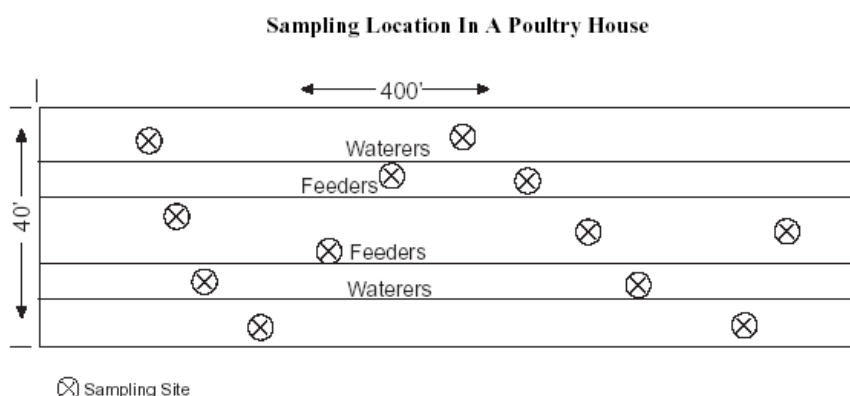 Sampling Location In A Poultry House
400'
Waterers
Feeders
40'
Feeders
Waterers
Sampling Site